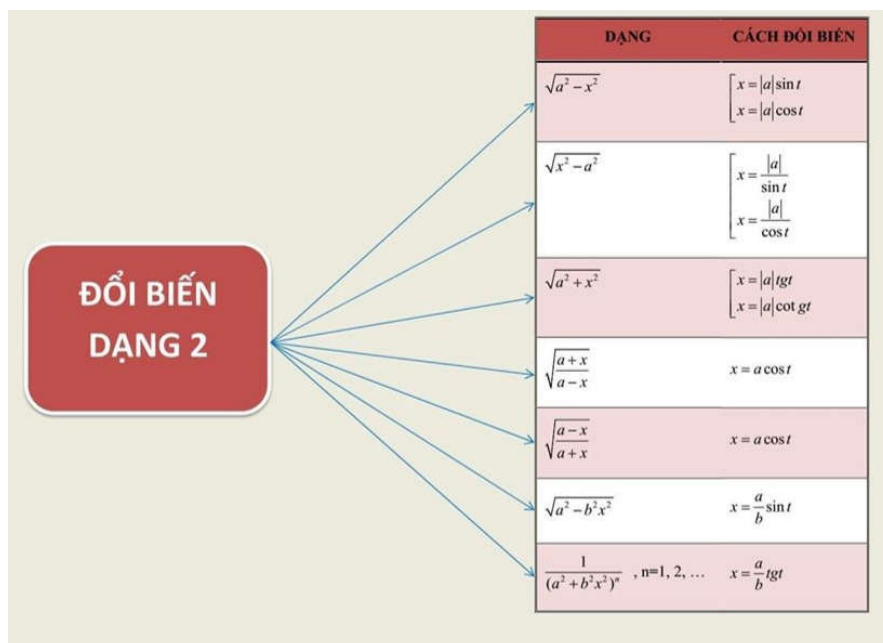 ĐỔI BIẾN
DẠNG 2
DẠNG CÁCH ĐỔI BIẾN
√(a² − x²) [x = |a| sin t
x = |a| cos t
√(x² − a²) [x = |a|/sin t
x = |a|/cos t
√(a² + x²) [x = |a| tgt
x = |a| cot gt
√((a + x)/(a − x)) x = a cos t
√((a − x)/(a + x)) x = a cos t
√(a² − b²x²) x = a/b sin t
1/(a² + b²x²)ⁿ , n=1, 2, … x = a/b tgt